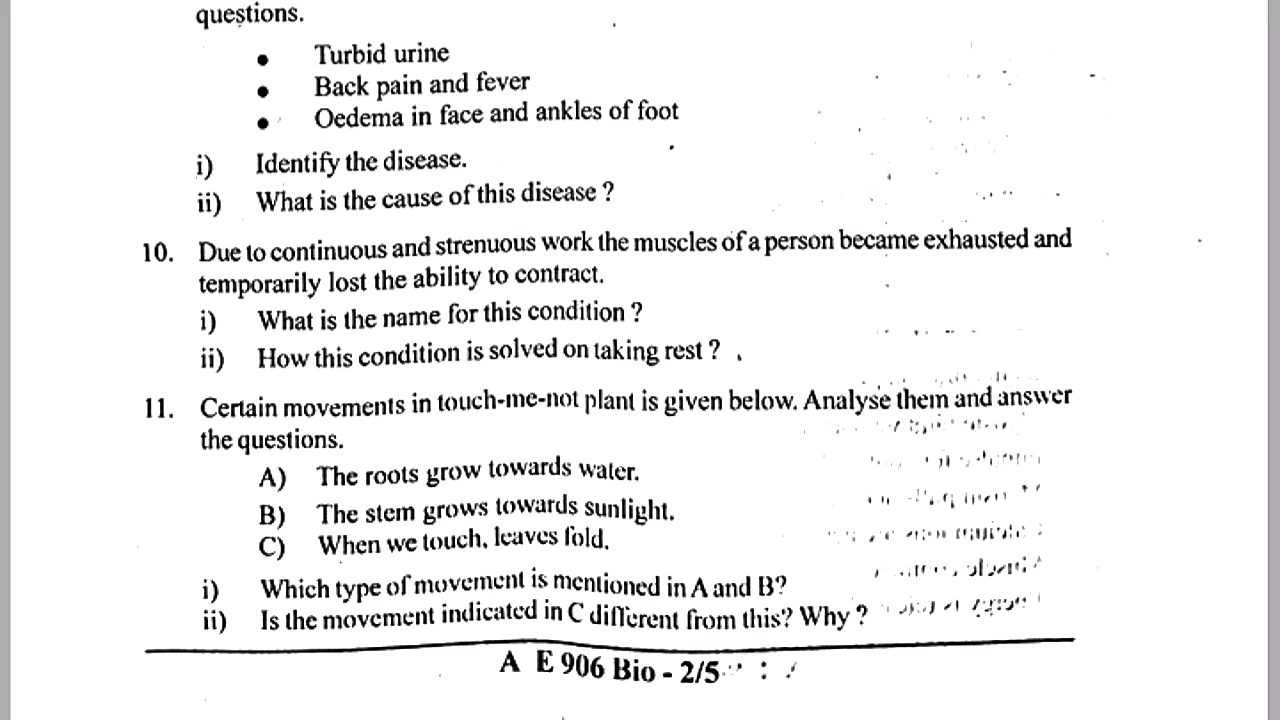 questions.
• Turbid urine
• Back pain and fever
• Oedema in face and ankles of foot
i) Identify the disease.
ii) What is the cause of this disease ?
10. Due to continuous and strenuous work the muscles of a person became exhausted and
temporarily lost the ability to contract.
i) What is the name for this condition ?
ii) How this condition is solved on taking rest ?
11. Certain movements in touch-me-not plant is given below. Analyse them and answer
the questions.
A) The roots grow towards water.
B) The stem grows towards sunlight.
C) When we touch, leaves fold.
i) Which type of movement is mentioned in A and B?
ii) Is the movement indicated in C different from this? Why ?
A E 906 Bio - 2/5